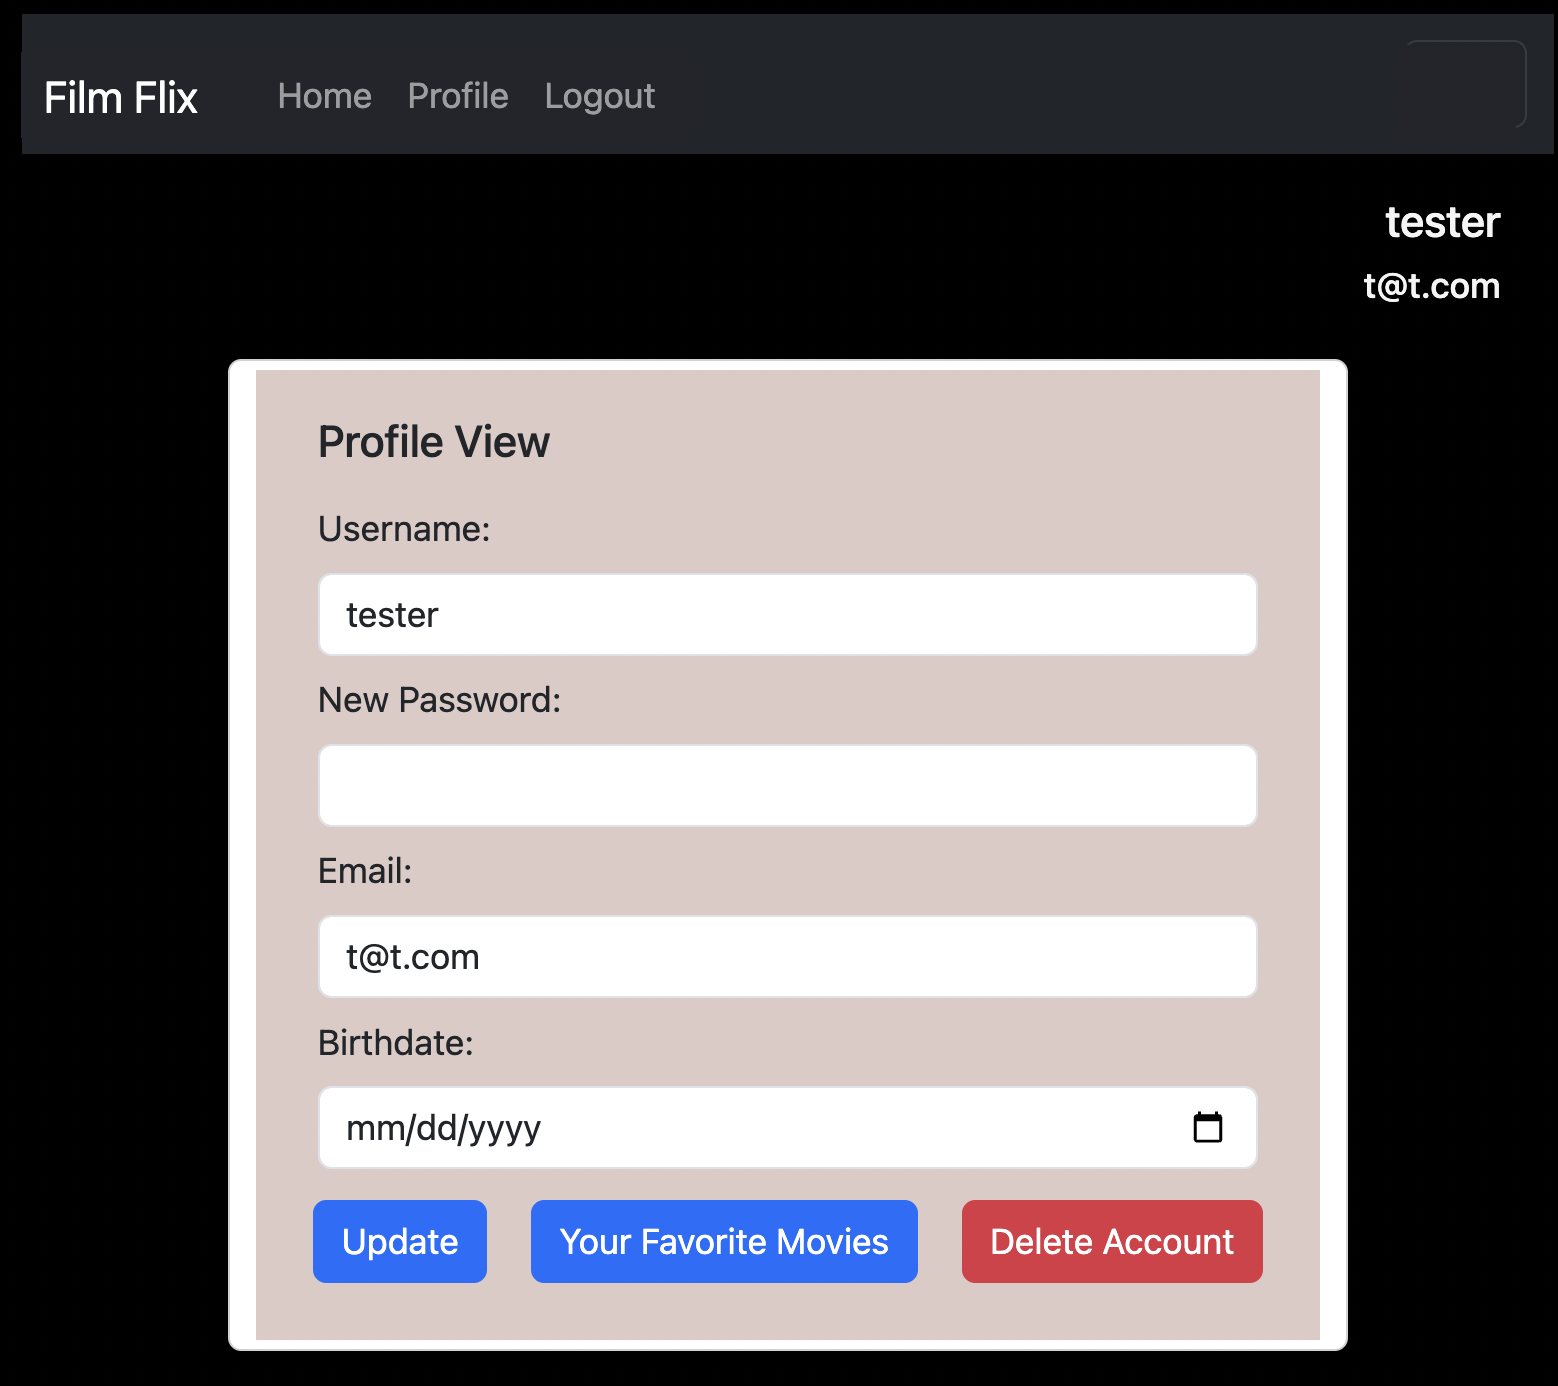 Film Flix Home Profile Logout
tester
t@t.com
Profile View
Username:
tester
New Password:
Email:
t@t.com
Birthdate:
mm/dd/yyyy
Update Your Favorite Movies Delete Account